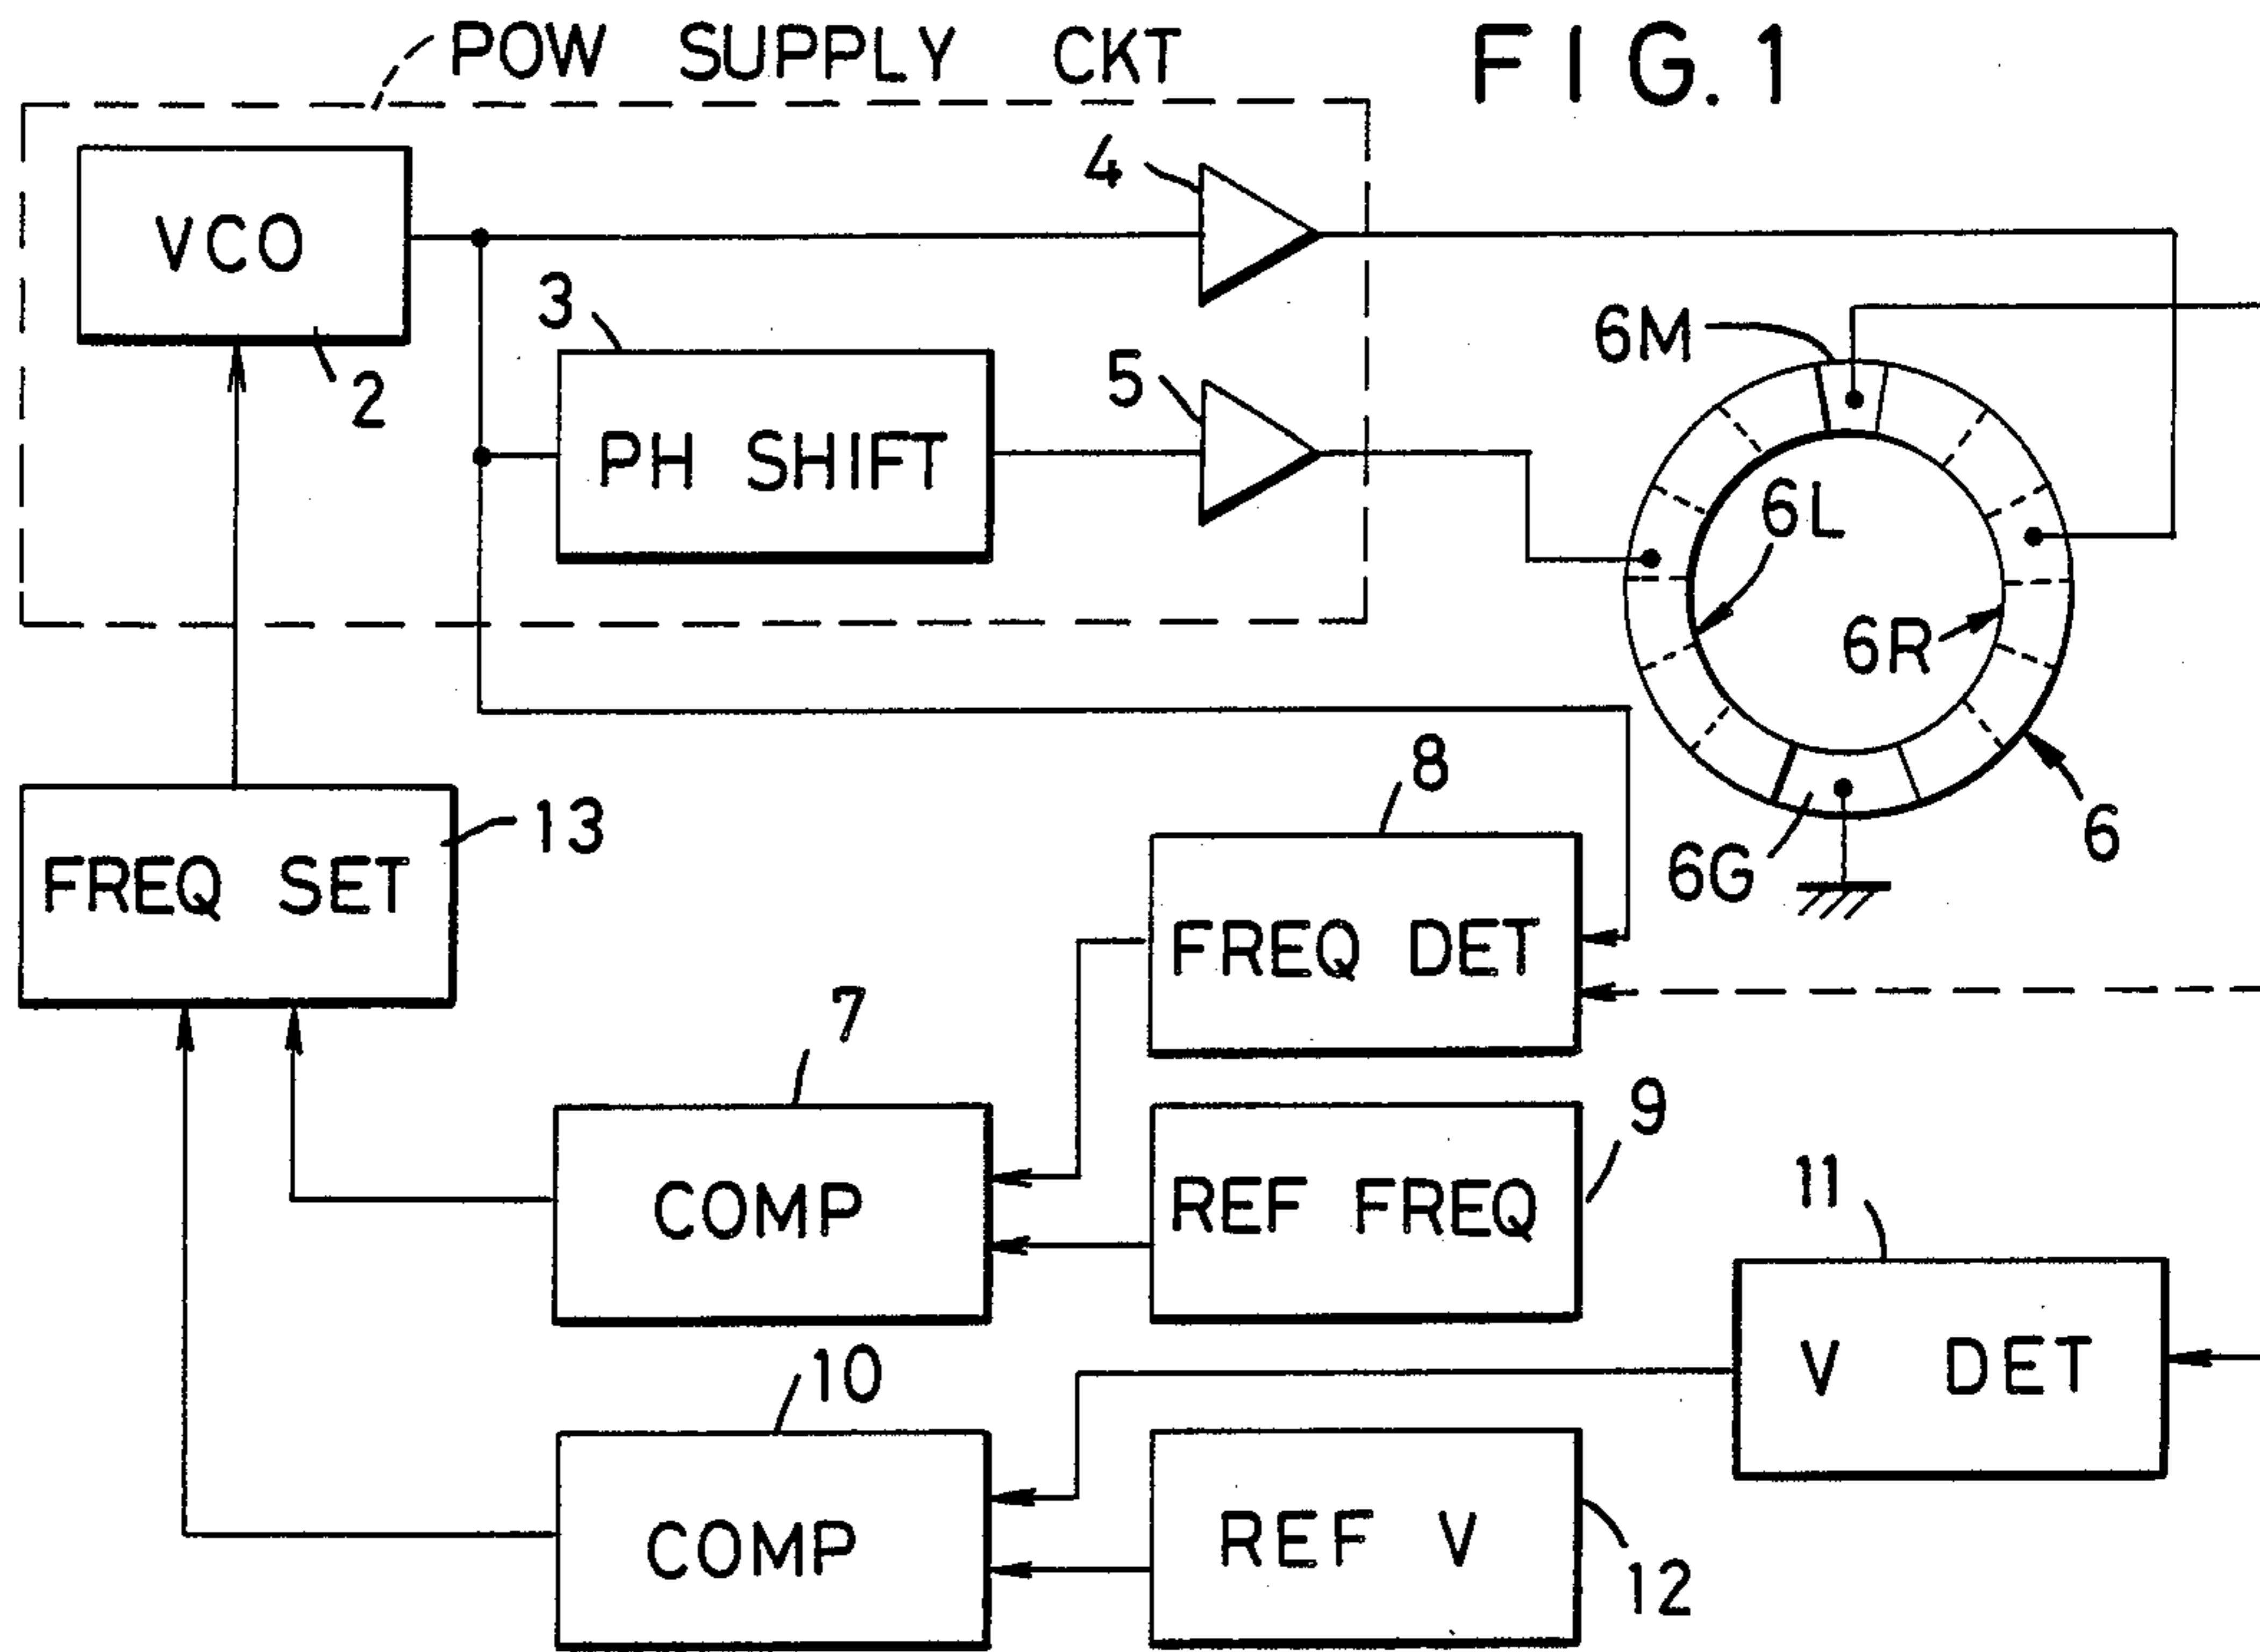 POW SUPPLY CKT
FIG.1
4
VCO
3
6M
2
5
PH SHIFT
6L
6R
8
13
6
6G
FREQ SET
FREQ DET
7
9
11
COMP
REF FREQ
10
V DET
COMP
REF V
12